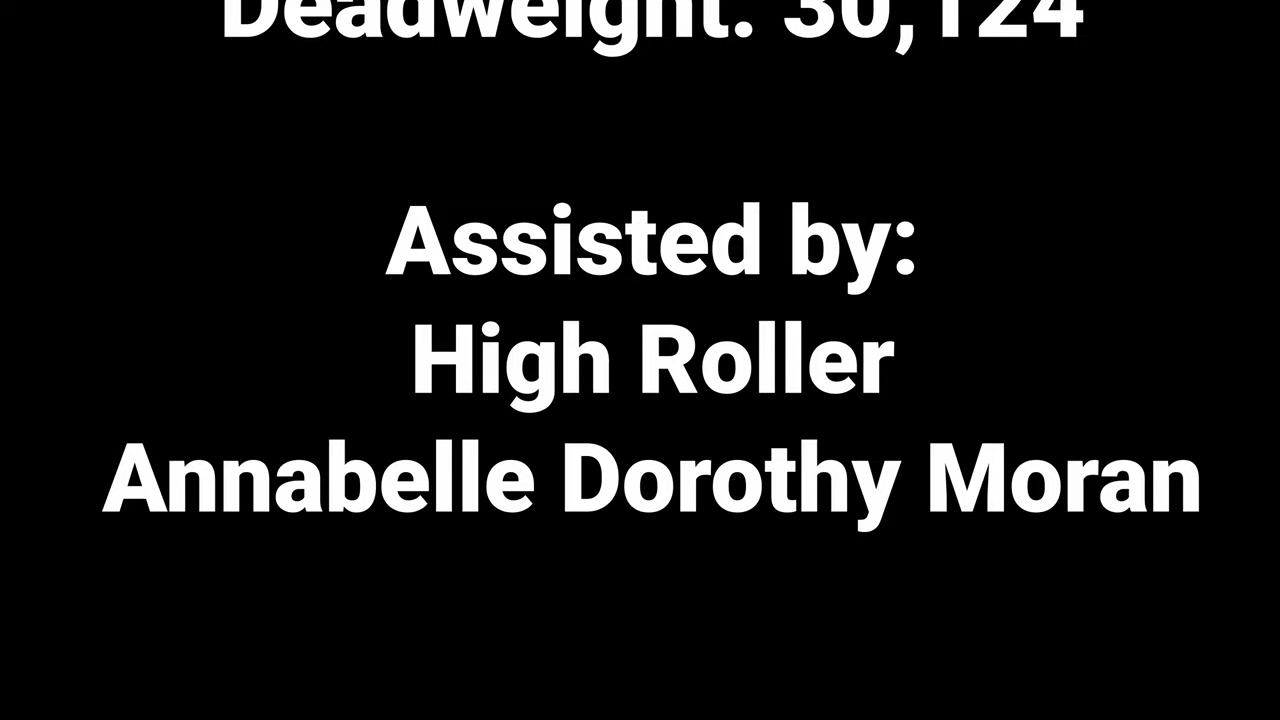 Deadweight: 30,124
Assisted by:
High Roller
Annabelle Dorothy Moran